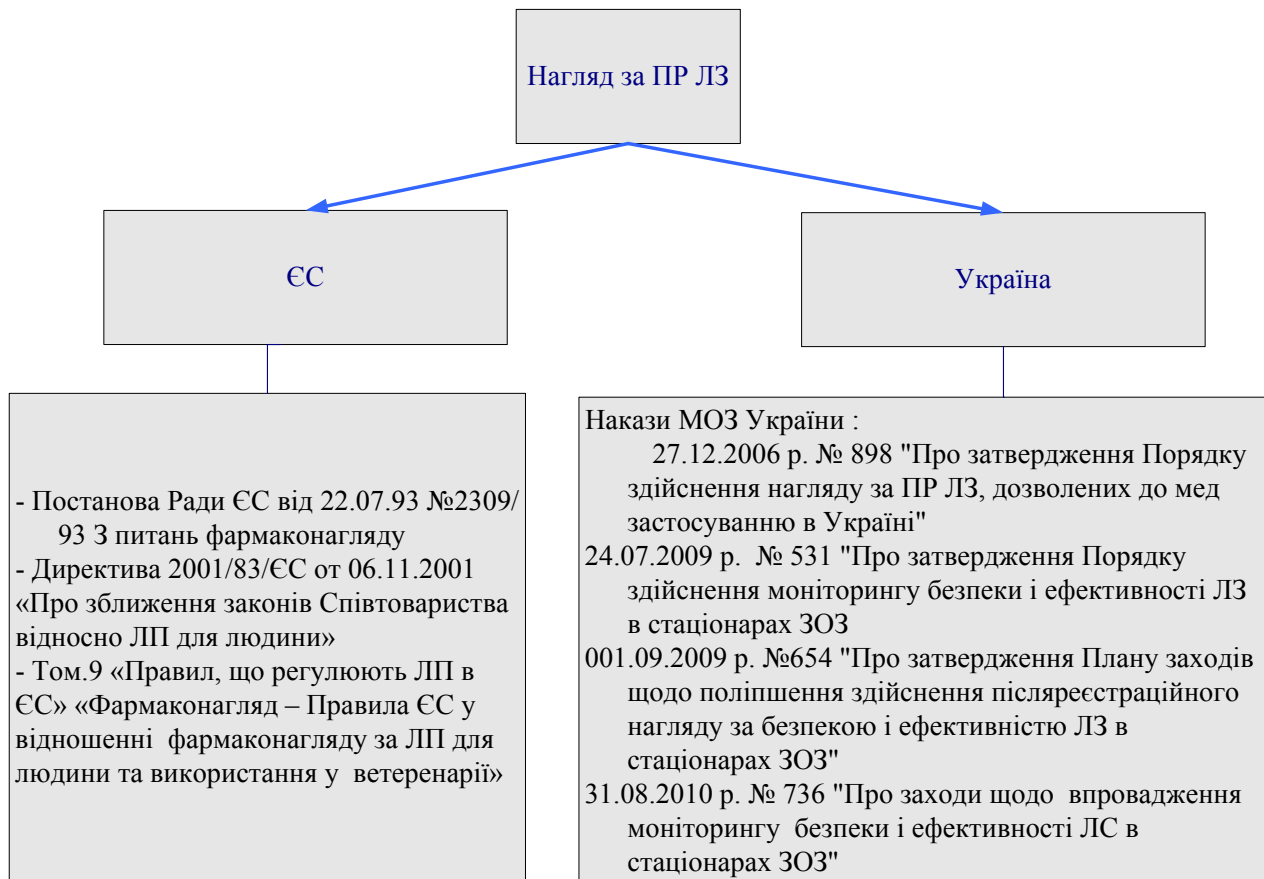 Нагляд за ПР ЛЗ
ЄС
Україна
- Постанова Ради ЄС від 22.07.93 №2309/
93 З питань фармаконагляду
- Директива 2001/83/ЄС от 06.11.2001
«Про зближення законів Співтовариства
відносно ЛП для людини»
- Том.9 «Правил, що регулюють ЛП в
ЄС» «Фармаконагляд – Правила ЄС у
відношенні фармаконагляду за ЛП для
людини та використання у ветеренарії»
Накази МОЗ України :
27.12.2006 р. № 898 "Про затвердження Порядку
здійснення нагляду за ПР ЛЗ, дозволених до мед
застосуванню в Україні"
24.07.2009 р. № 531 "Про затвердження Порядку
здійснення моніторингу безпеки і ефективності ЛЗ
в стаціонарах ЗОЗ
001.09.2009 р. №654 "Про затвердження Плану заходів
щодо поліпшення здійснення післяреєстраційного
нагляду за безпекою і ефективністю ЛЗ в
стаціонарах ЗОЗ"
31.08.2010 р. № 736 "Про заходи щодо впровадження
моніторингу безпеки і ефективності ЛС в
стаціонарах ЗОЗ"